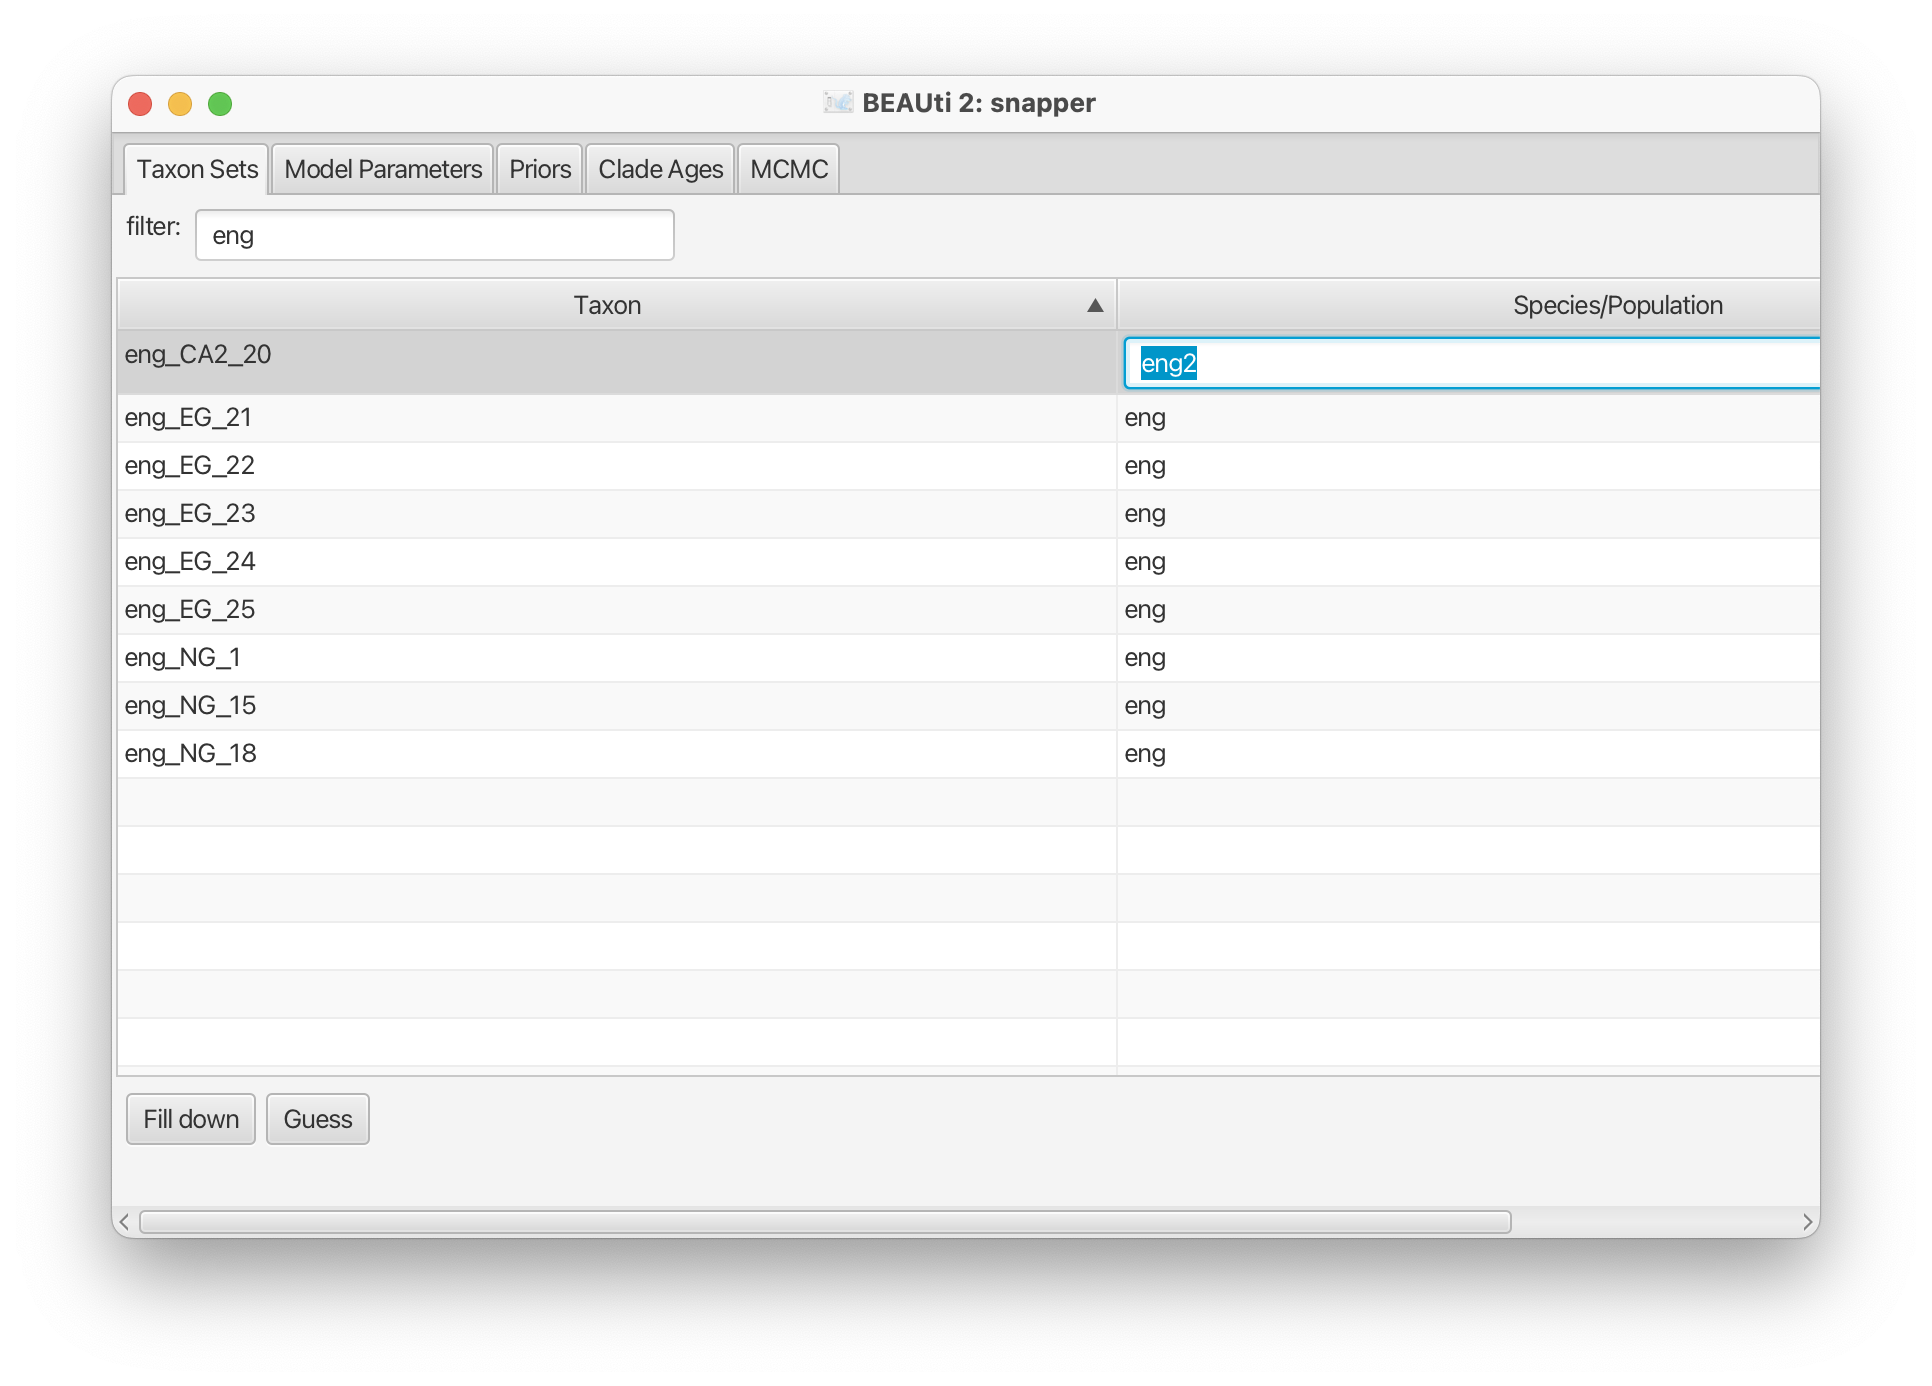 BEAUti 2: snapper
Taxon Sets Model Parameters Priors Clade Ages MCMC
filter: eng
Taxon Species/Population
eng_CA2_20 eng2
eng_EG_21 eng
eng_EG_22 eng
eng_EG_23 eng
eng_EG_24 eng
eng_EG_25 eng
eng_NG_1 eng
eng_NG_15 eng
eng_NG_18 eng
Fill down Guess